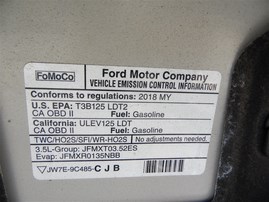 FoMoCo
Ford Motor Company
VEHICLE EMISSION CONTROL INFORMATION
Conforms to regulations: 2018 MY
U.S. EPA: T3B125 LDT2
CA OBD II Fuel: Gasoline
California: ULEV125 LDT
CA OBD II Fuel: Gasoline
TWC/HO2S/SFI/WR-HO2S No adjustments needed.
3.5L-Group: JFMXT03.52ES
Evap: JFMXR0135NBB
JW7E-9C485-CJB